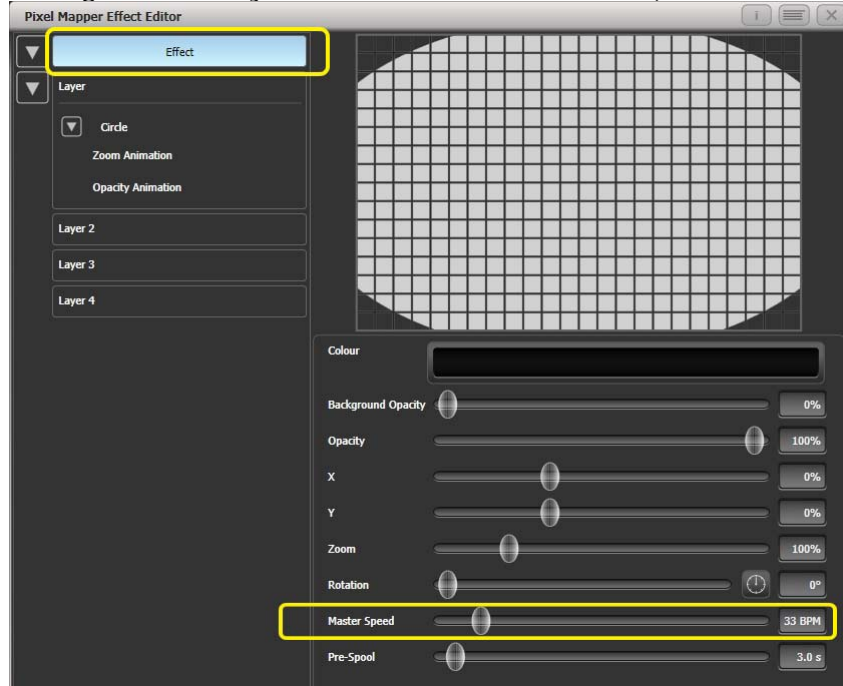 Pixel Mapper Effect Editor
i
Effect
Layer
Circle
Zoom Animation
Opacity Animation
Layer 2
Layer 3
Layer 4
Colour
Background Opacity 0%
Opacity 100%
X 0%
Y 0%
Zoom 100%
Rotation 0°
Master Speed 33 BPM
Pre-Spool 3.0 s